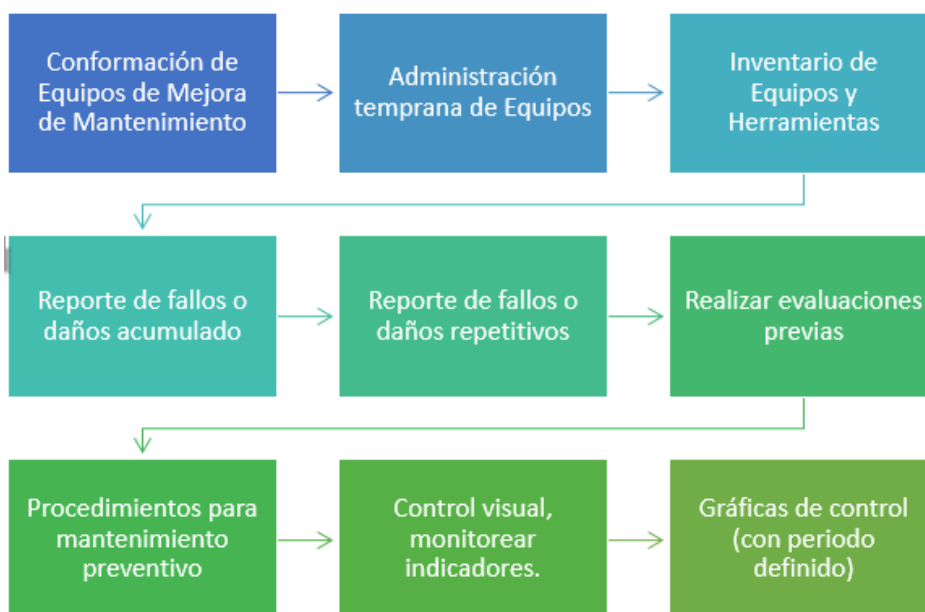 Conformación de
Equipos de Mejora
de Mantenimiento
Administración
temprana de Equipos
Inventario de
Equipos y
Herramientas
Reporte de fallos o
daños acumulado
Reporte de fallos o
daños repetitivos
Realizar evaluaciones
previas
Procedimientos para
mantenimiento
preventivo
Control visual,
monitorear
indicadores.
Gráficas de control
(con periodo
definido)